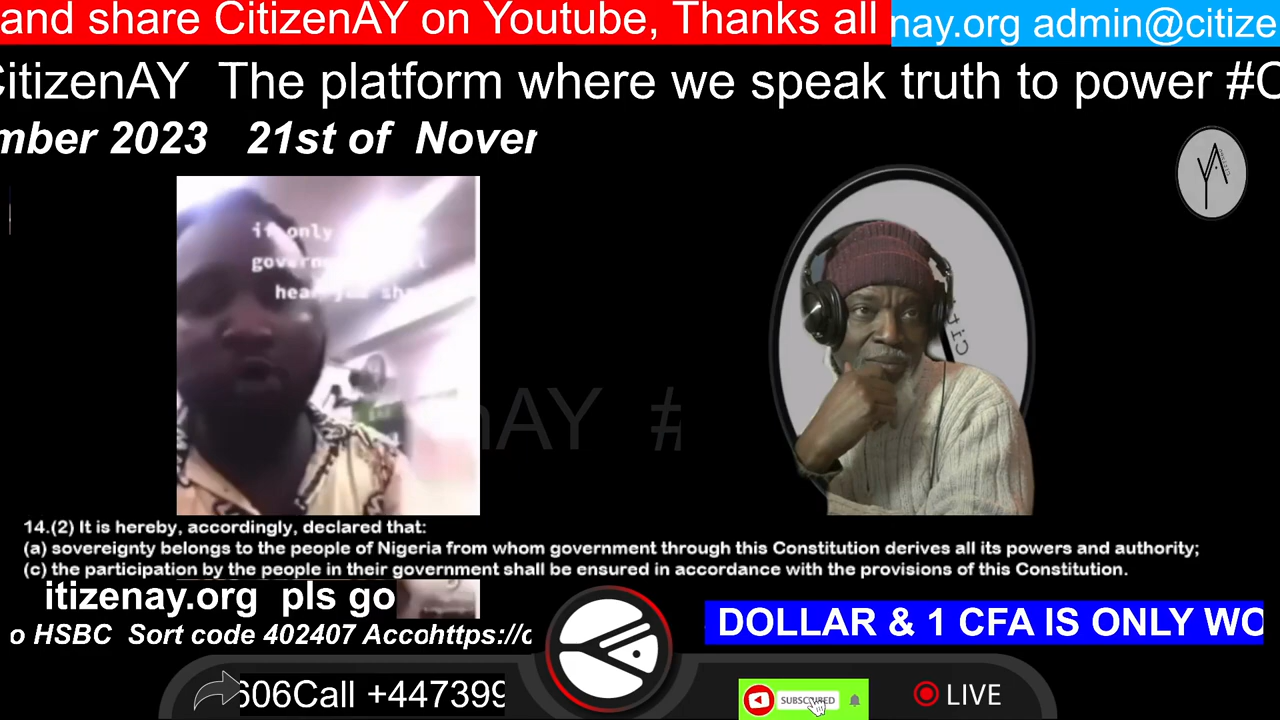 and share CitizenAY on Youtube, Thanks all
nay.org admin@citize
CitizenAY The platform where we speak truth to power #C
mber 2023 21st of Nover
if only
hear
nAY #
14.(2) It is hereby, accordingly, declared that:
(a) sovereignty belongs to the people of Nigeria from whom government through this Constitution derives all its powers and authority;
(c) the participation by the people in their government shall be ensured in accordance with the provisions of this Constitution.
itizenay.org pls go
DOLLAR & 1 CFA IS ONLY WO
o HSBC Sort code 402407 Accohttps://c
606Call +447399
SUBSCRIBED
LIVE